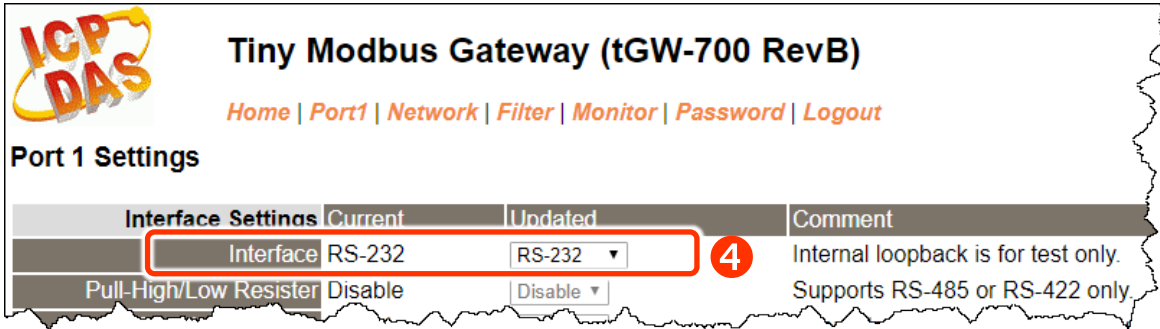 ICP
DAS
Tiny Modbus Gateway (tGW-700 RevB)
Home | Port1 | Network | Filter | Monitor | Password | Logout
Port 1 Settings
Interface Settings Current Updated Comment
Interface RS-232 RS-232 4 Internal loopback is for test only.
Pull-High/Low Resister Disable Disable Supports RS-485 or RS-422 only.